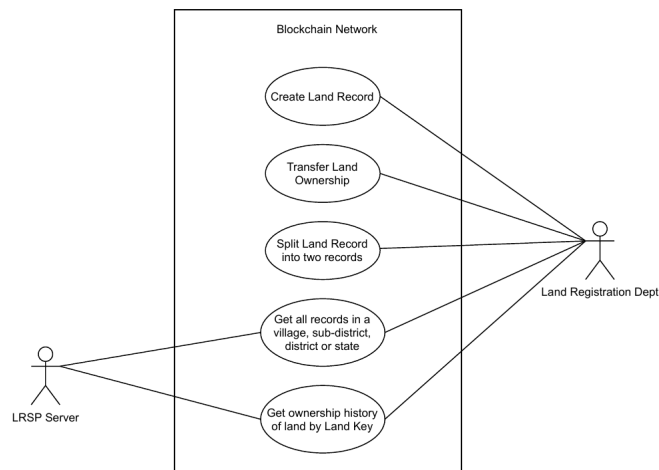 Blockchain Network
Create Land Record
Transfer Land
Ownership
Split Land Record
into two records
Land Registration Dept
Get all records in a
village, sub-district,
district or state
LRSP Server
Get ownership history
of land by Land Key